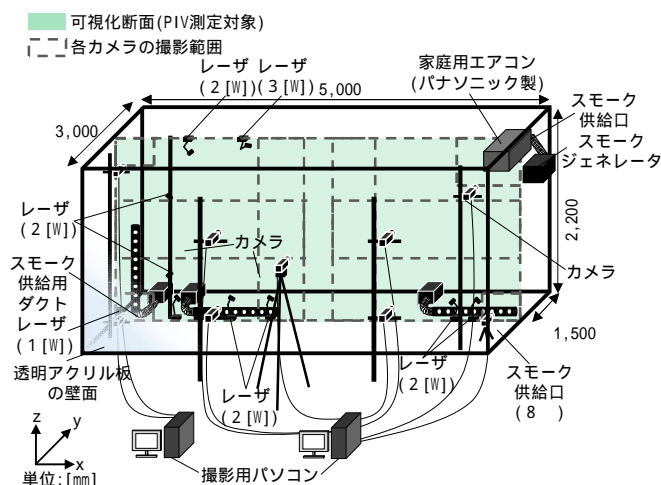 可視化断面(PIV測定対象)
各カメラの撮影範囲
レーザ
(2[W])
レーザ
(3[W])
5,000
家庭用エアコン
(パナソニック製)
スモーク
供給口
スモーク
ジェネレータ
3,000
2,200
レーザ
(2[W])
カメラ
カメラ
スモーク
供給用
ダクト
レーザ
(1[W])
透明アクリル板
の壁面
1,500
レーザ
(2[W])
レーザ
(2[W])
スモーク
供給口
(8 )
z
y
x
単位:[mm]
撮影用パソコン